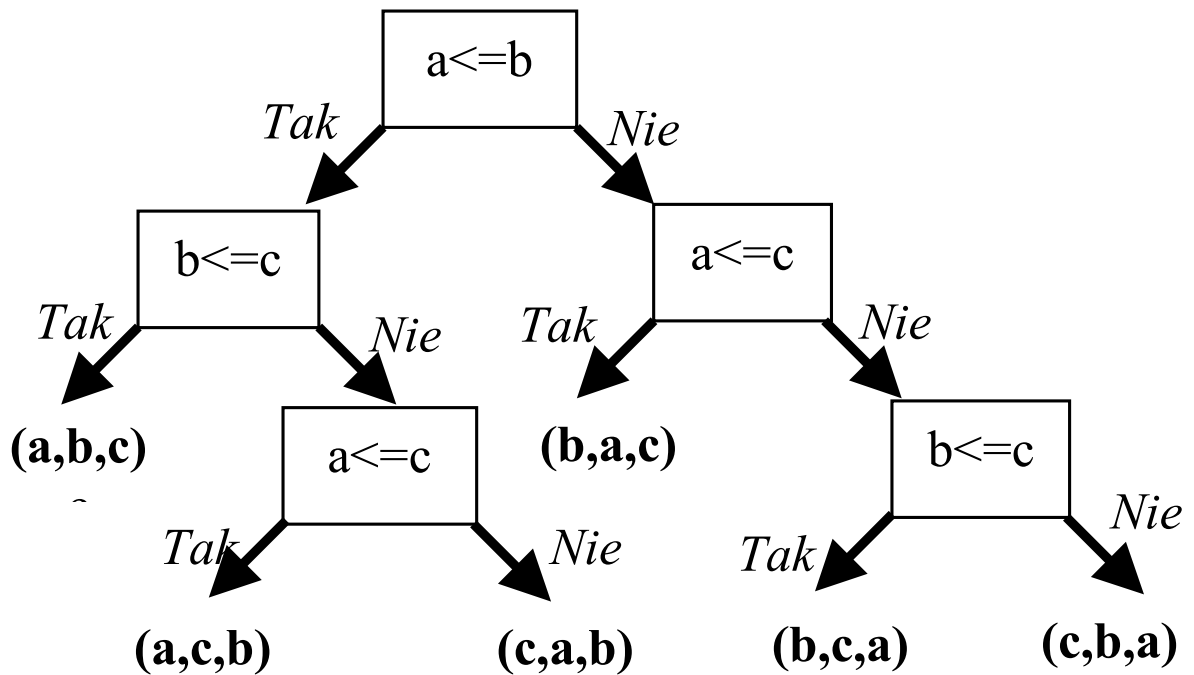 a<=b
Tak
Nie
b<=c
a<=c
Tak
Nie
Tak
Nie
(a,b,c)
a<=c
(b,a,c)
b<=c
Tak
Nie
Tak
Nie
(a,c,b)
(c,a,b)
(b,c,a)
(c,b,a)